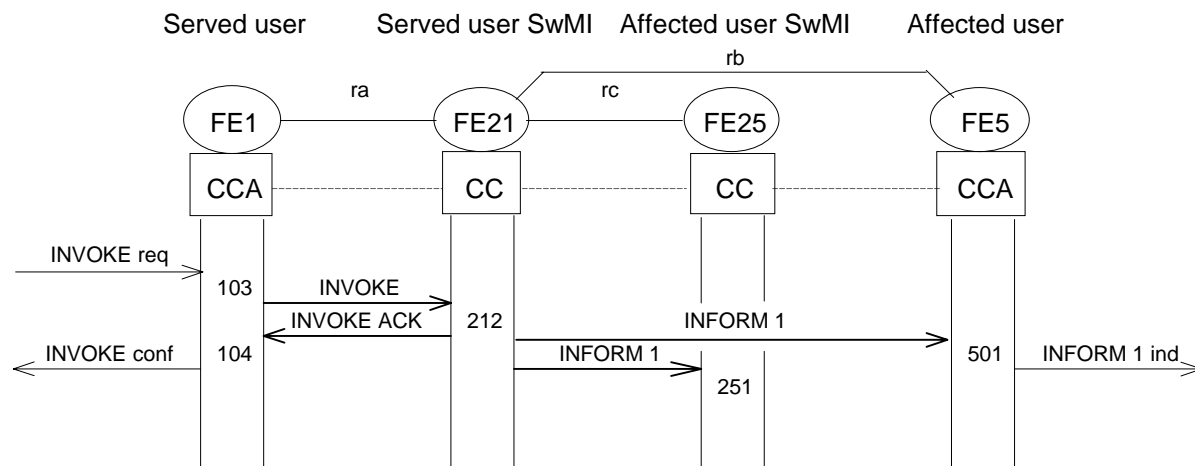 Served user Served user SwMI Affected user SwMI Affected user
rb
ra rc
FE1 FE21 FE25 FE5
CCA CC CC CCA
INVOKE req
103 INVOKE
INVOKE ACK 212 INFORM 1
INVOKE conf 104 INFORM 1 501 INFORM 1 ind
251